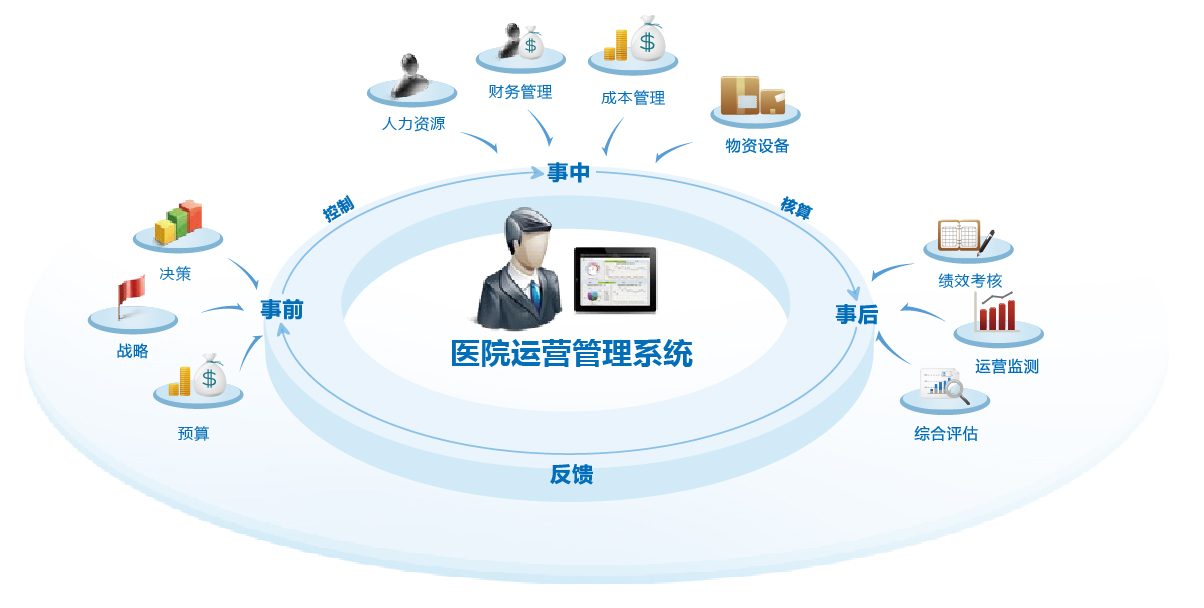 财务管理
成本管理
人力资源
物资设备
事中
控制
核算
决策
绩效考核
事前
事后
战略
医院运营管理系统
运营监测
预算
综合评估
反馈